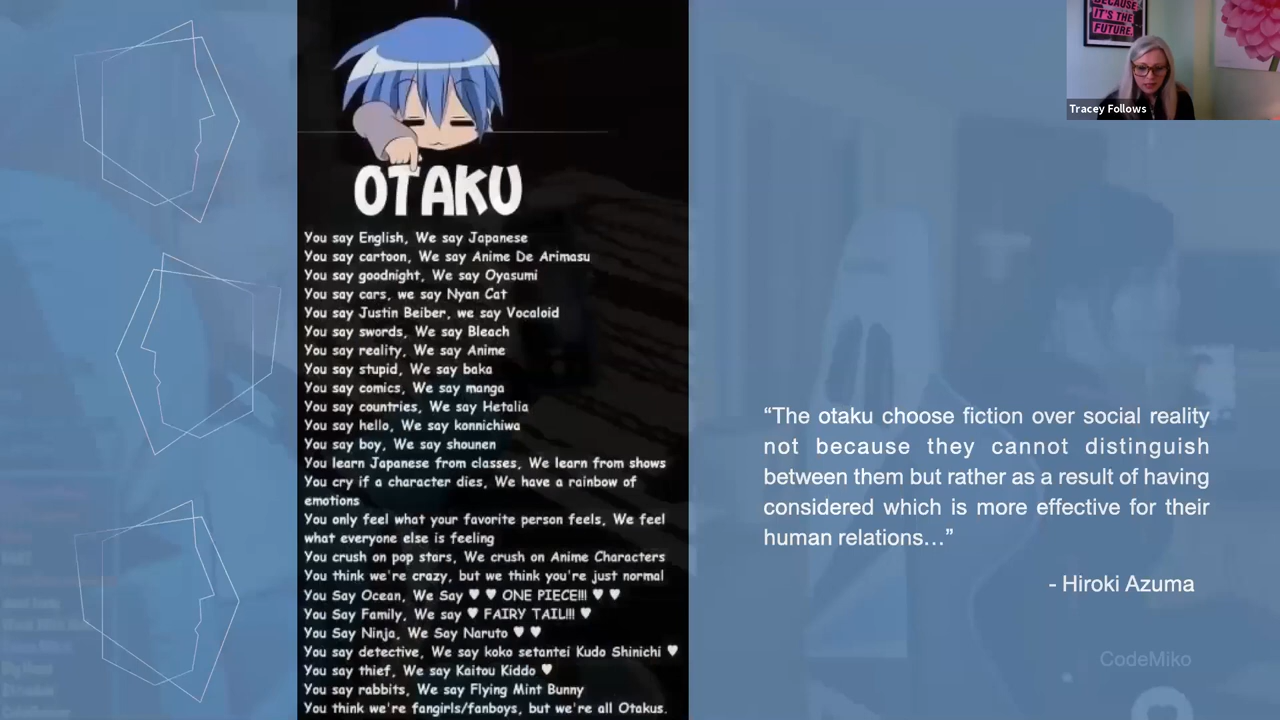 BECAUSE
IT'S THE
FUTURE.
Tracey Follows
OTAKU
You say English, We say Japanese
You say cartoon, We say Anime De Arimasu
You say goodnight, We say Oyasumi
You say cars, we say Nyan Cat
You say Justin Beiber, we say Vocaloid
You say swords, We say Bleach
You say reality, We say Anime
You say stupid, We say baka
You say comics, We say manga
You say countries, We say Hetalia
You say hello, We say konnichiwa
You say boy, We say shounen
You learn Japanese from classes, We learn from shows
You cry if a character dies, We have a rainbow of
emotions
You only feel what your favorite person feels, We feel
what everyone else is feeling
You crush on pop stars, We crush on Anime Characters
You think we're crazy, but we think you're just normal
You Say Ocean, We Say ♥ ♥ ONE PIECE!!! ♥ ♥
You Say Family, We say ♥ FAIRY TAIL!!! ♥
You Say Ninja, We Say Naruto ♥ ♥
You say detective, We say koko setantei Kudo Shinichi ♥
You say thief, We say Kaitou Kiddo ♥
You say rabbits, We say Flying Mint Bunny
You think we're fangirls/fanboys, but we're all Otakus.
“The otaku choose fiction over social reality
not because they cannot distinguish
between them but rather as a result of having
considered which is more effective for their
human relations…”
- Hiroki Azuma
CodeMiko